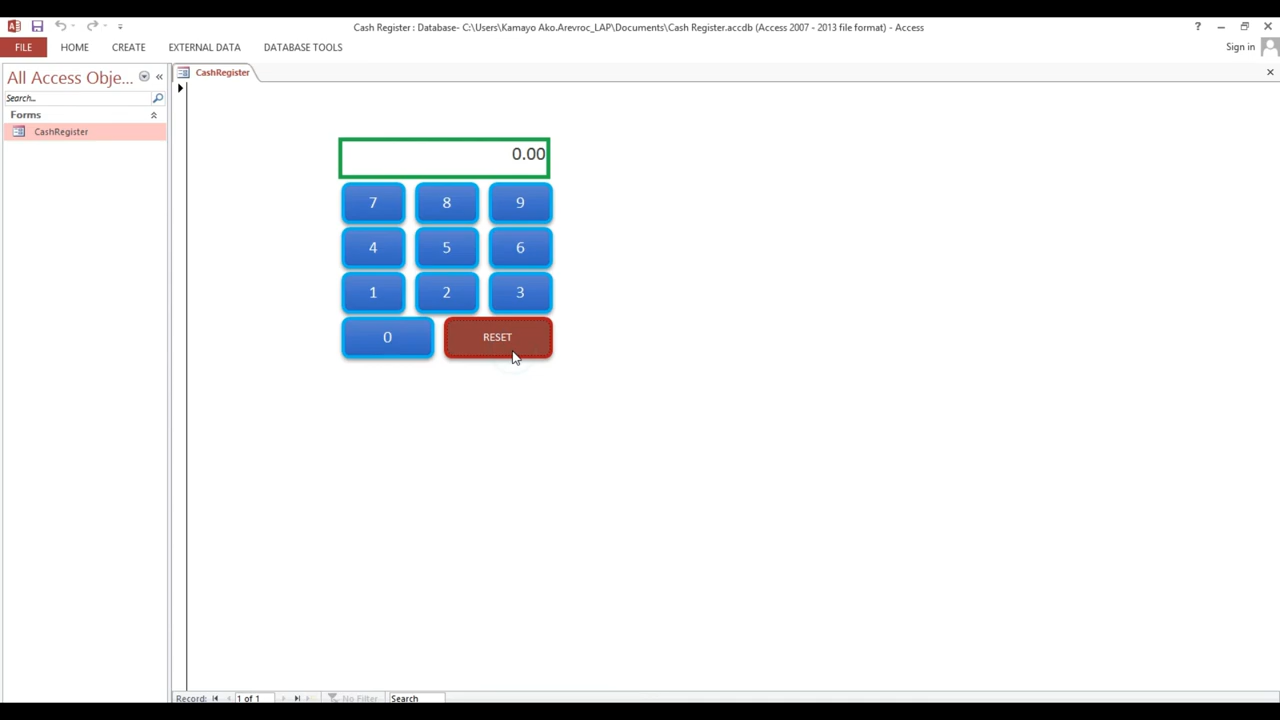 Cash Register : Database- C:\Users\Kamayo Ako.Arevroc_LAP\Documents\Cash Register.accdb (Access 2007 - 2013 file format) - Access
?
FILE HOME CREATE EXTERNAL DATA DATABASE TOOLS
Sign in
All Access Obje...
Search...
Forms
CashRegister
CashRegister
0.00
7 8 9
4 5 6
1 2 3
0 RESET
Record: 1 of 1 No Filter Search